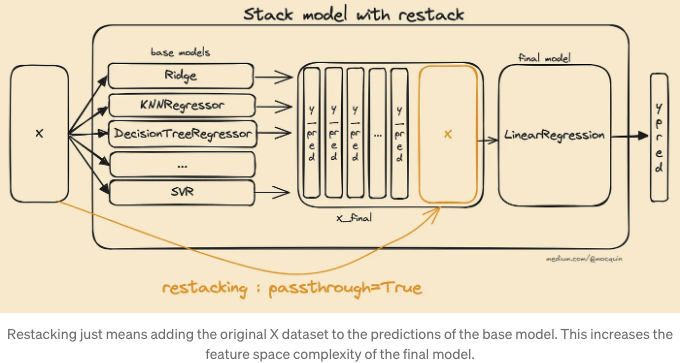 Stack model with restack
base models
final model
X
Ridge
KNNRegressor
DecisionTreeRegressor
...
SVR
y_pred
y_pred
y_pred
...
y_pred
X
LinearRegression
ypred
X_final
medium.com/@mocquin
restacking : passthrough=True
Restacking just means adding the original X dataset to the predictions of the base model. This increases the
feature space complexity of the final model.